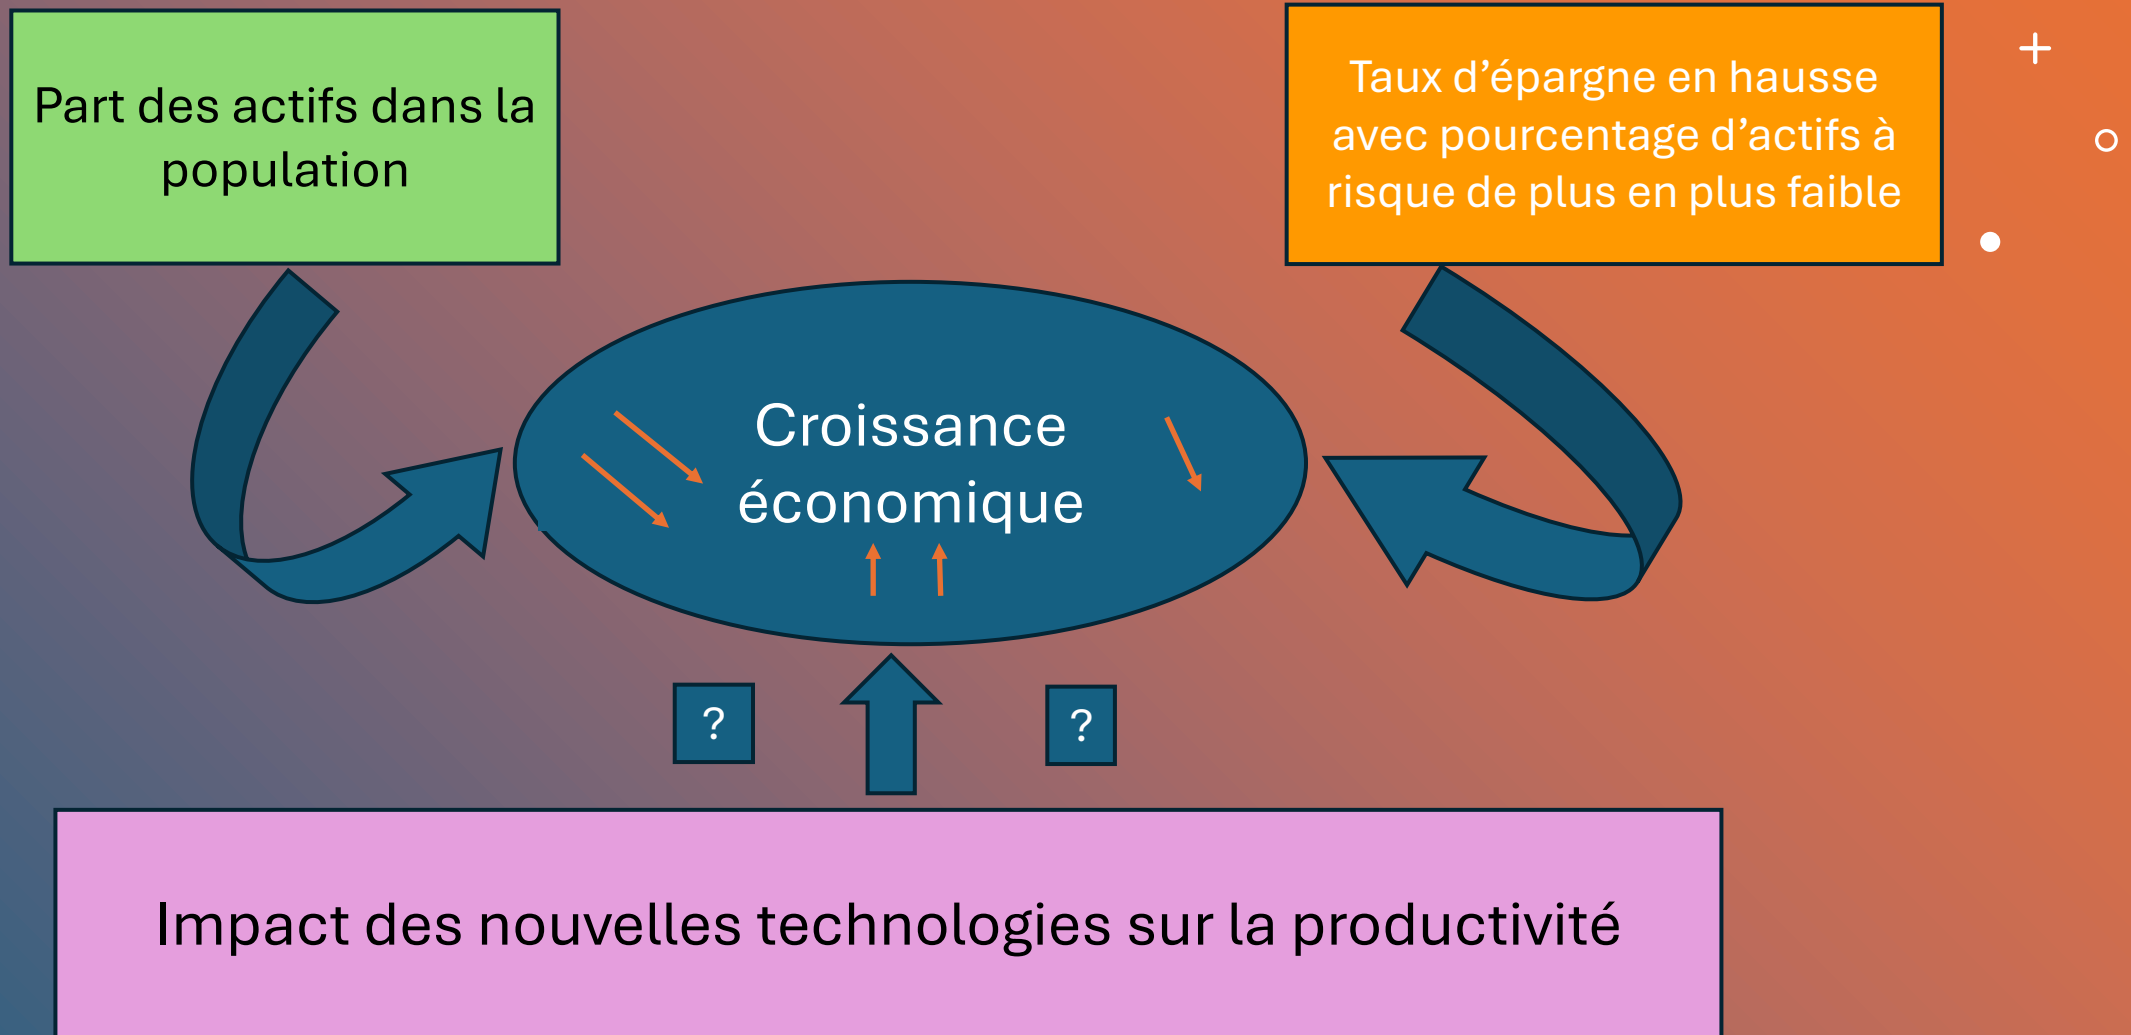 Part des actifs dans la
population
Taux d’épargne en hausse
avec pourcentage d’actifs à
risque de plus en plus faible
Croissance
économique
?
?
Impact des nouvelles technologies sur la productivité